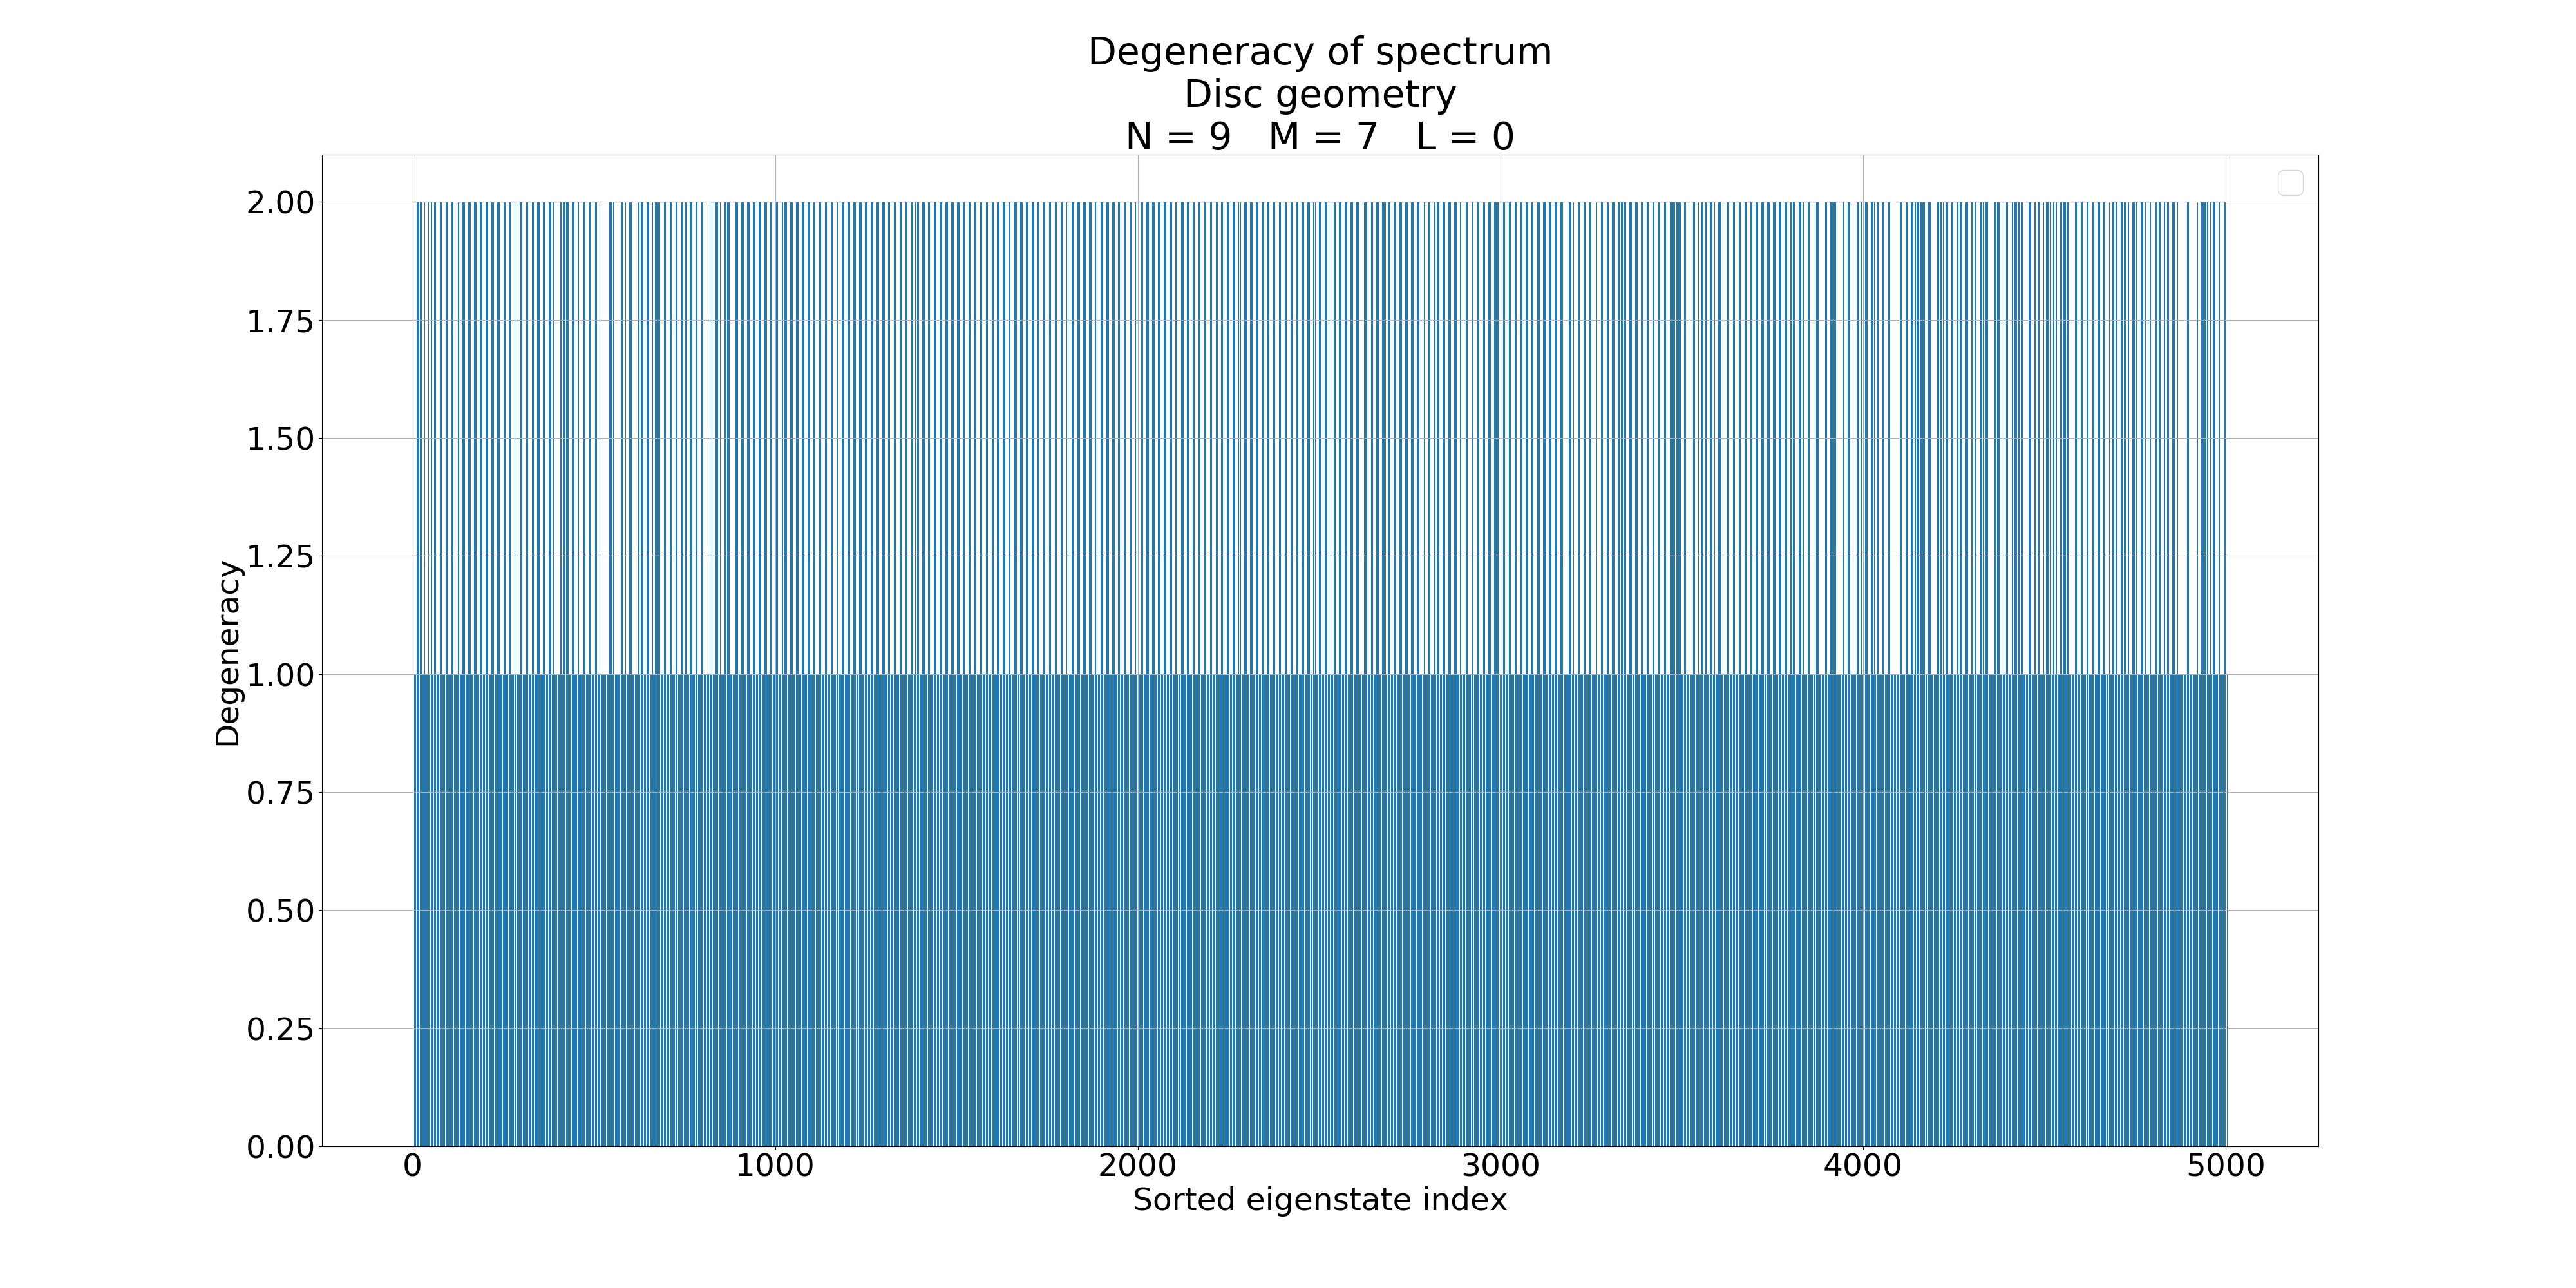 Degeneracy of spectrum
Disc geometry
N = 9   M = 7   L = 0
2.00
1.75
1.50
1.25
1.00
0.75
0.50
0.25
0.00
Degeneracy
0 1000 2000 3000 4000 5000
Sorted eigenstate index